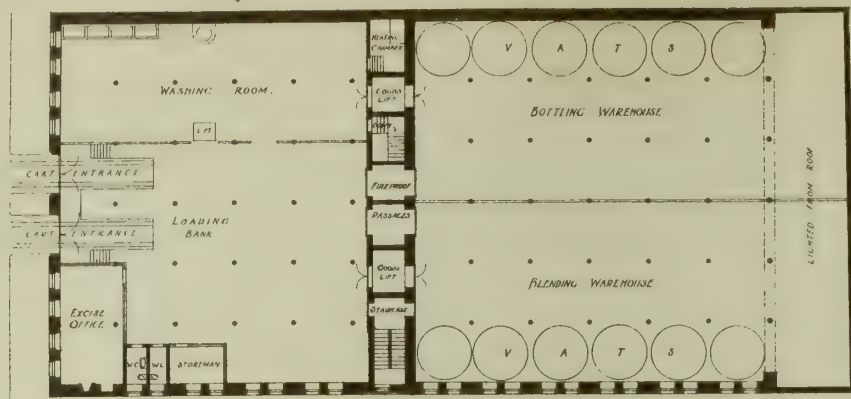 WASHING ROOM.
LIFT
CART ENTRANCE
CART ENTRANCE
LOADING
BANK
EXCISE
OFFICE
W.C.
W.C.
STOREMAN
HEATING
CHAMBER
GOODS
LIFT
DOWN
FIREPROOF
PASSAGES
GOODS
LIFT
STAIRCASE
V A T S
BOTTLING WAREHOUSE
BLENDING WAREHOUSE
V A T S
LIGHTED FROM ROOF